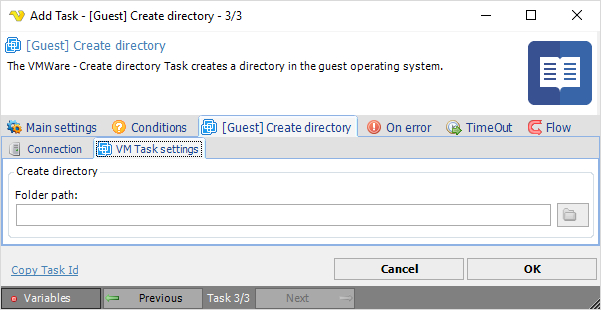 Add Task - [Guest] Create directory - 3/3
[Guest] Create directory
The VMWare - Create directory Task creates a directory in the guest operating system.
Main settings Conditions [Guest] Create directory On error TimeOut Flow
Connection VM Task settings
Create directory
Folder path:
Copy Task Id Cancel OK
Variables Previous Task 3/3 Next